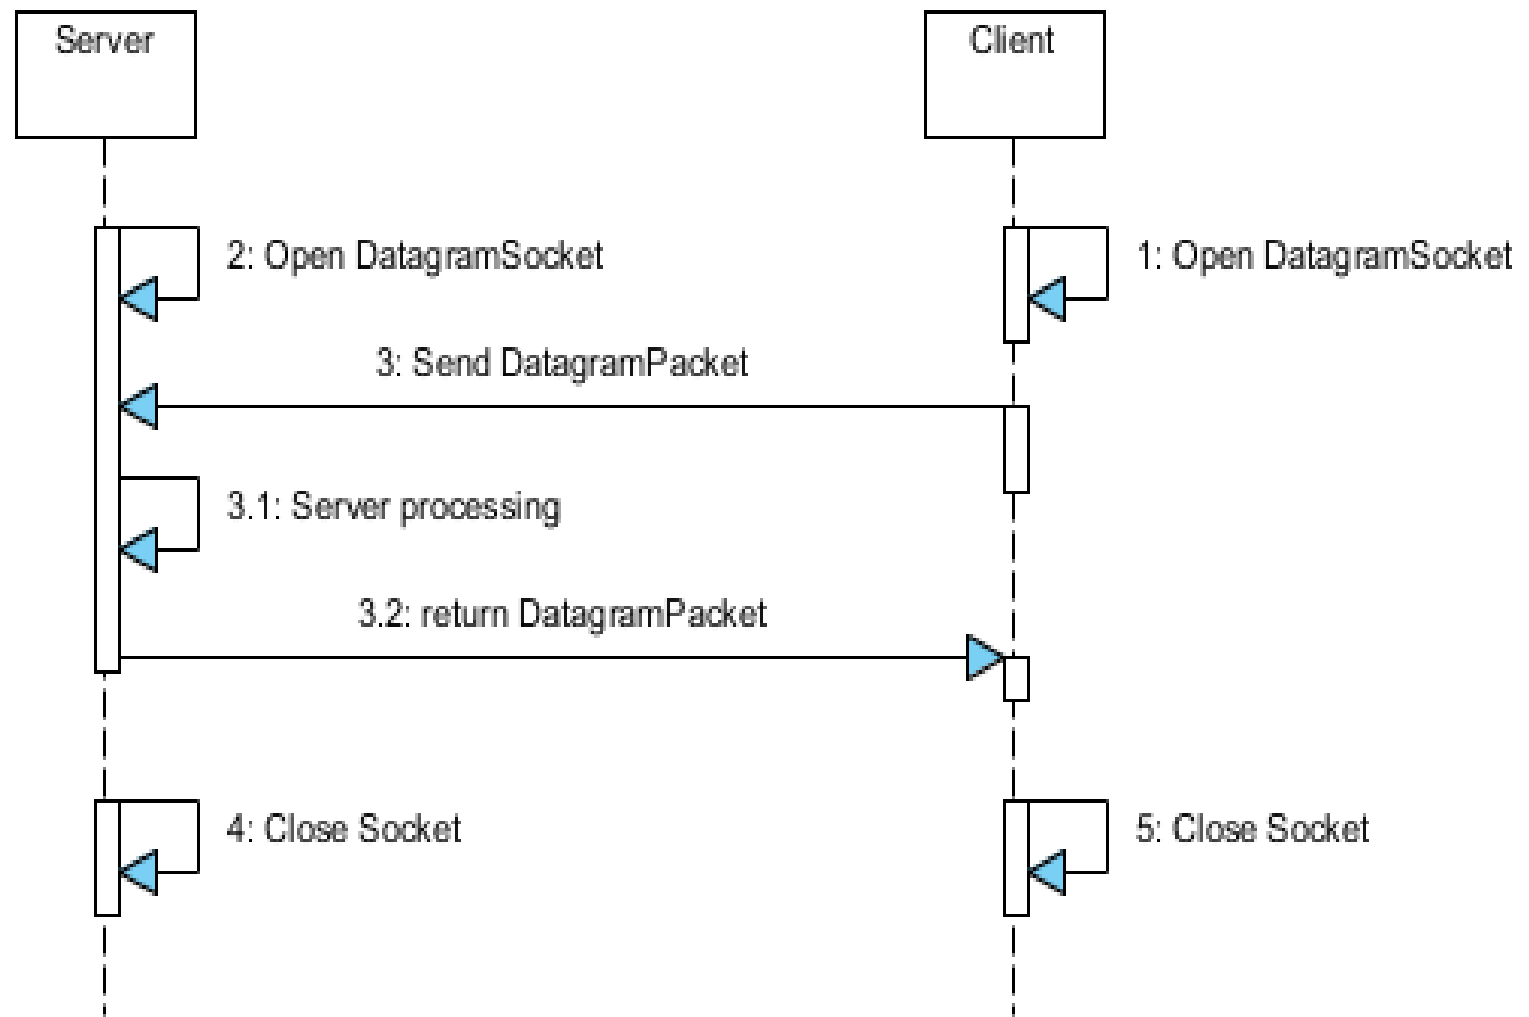 Server
Client
2: Open DatagramSocket
1: Open DatagramSocket
3: Send DatagramPacket
3.1: Server processing
3.2: return DatagramPacket
4: Close Socket
5: Close Socket